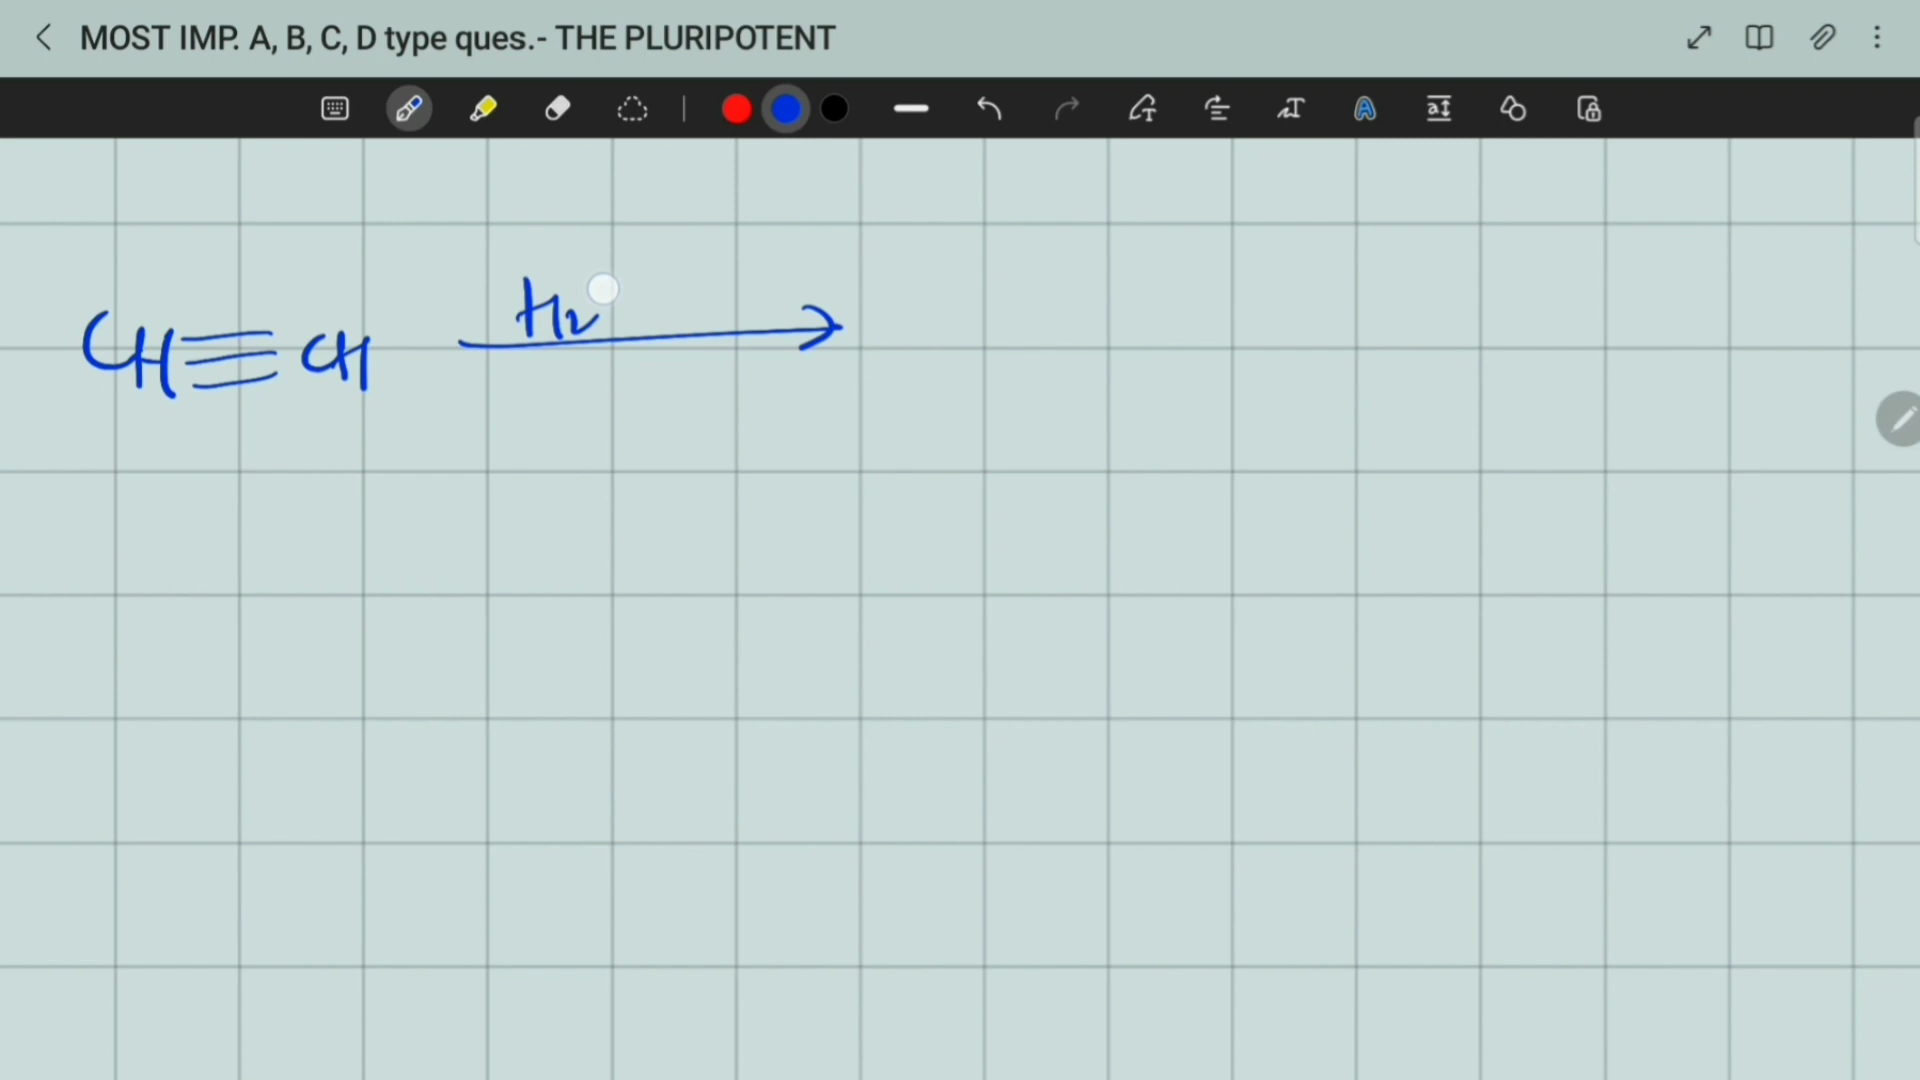 MOST IMP. A, B, C, D type ques.- THE PLURIPOTENT
CH≡CH H₂ →